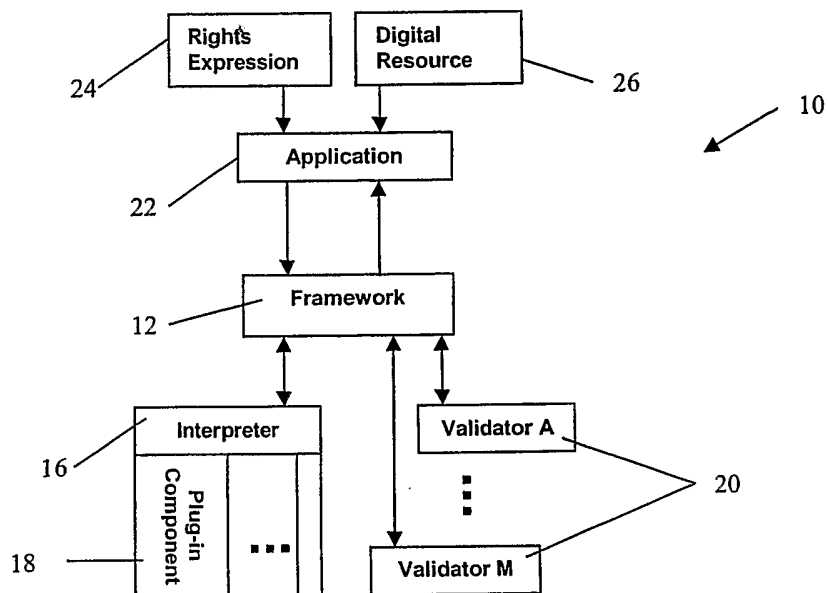 Rights
Expression
Digital
Resource
24
26
10
Application
22
Framework
12
Interpreter
Validator A
16
20
Plug-in
Component
18
Validator M